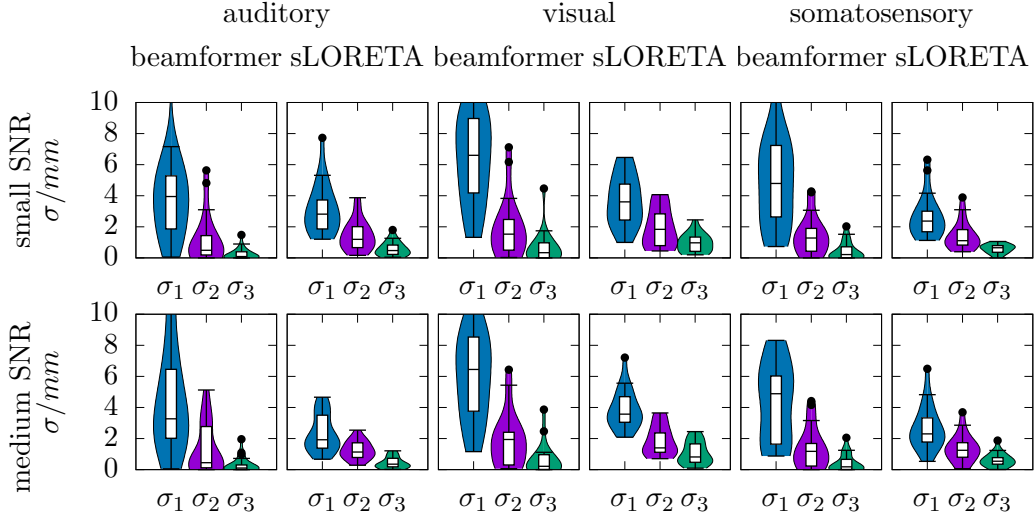 auditory visual somatosensory
beamformer sLORETA beamformer sLORETA beamformer sLORETA
small SNR
σ/mm
10
8
6
4
2
0
σ₁ σ₂ σ₃ σ₁ σ₂ σ₃ σ₁ σ₂ σ₃ σ₁ σ₂ σ₃ σ₁ σ₂ σ₃ σ₁ σ₂ σ₃
medium SNR
σ/mm
10
8
6
4
2
0
σ₁ σ₂ σ₃ σ₁ σ₂ σ₃ σ₁ σ₂ σ₃ σ₁ σ₂ σ₃ σ₁ σ₂ σ₃ σ₁ σ₂ σ₃